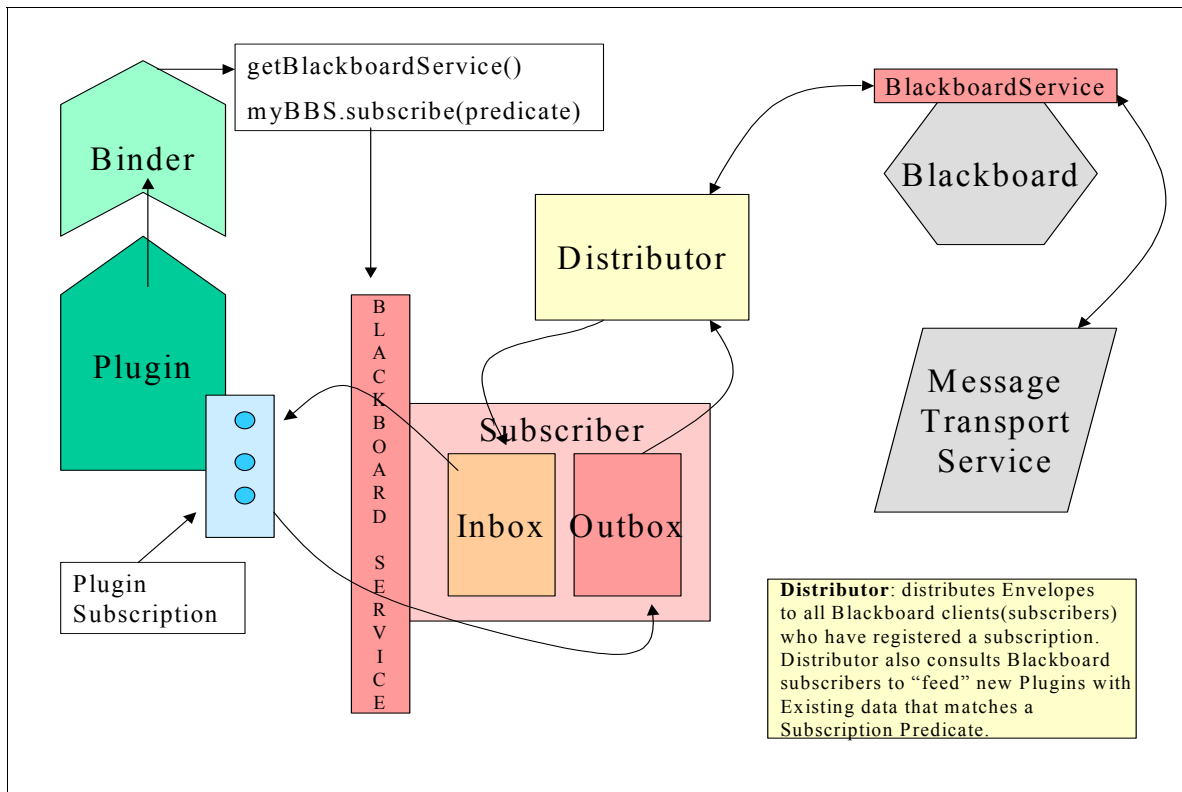 getBlackboardService()
myBBS.subscribe(predicate)
BlackboardService
Binder
Blackboard
Distributor
BLACKBOARD SERVICE
Plugin
Message
Transport
Service
Subscriber
Inbox
Outbox
Plugin
Subscription
Distributor: distributes Envelopes
to all Blackboard clients(subscribers)
who have registered a subscription.
Distributor also consults Blackboard
subscribers to “feed” new Plugins with
Existing data that matches a
Subscription Predicate.